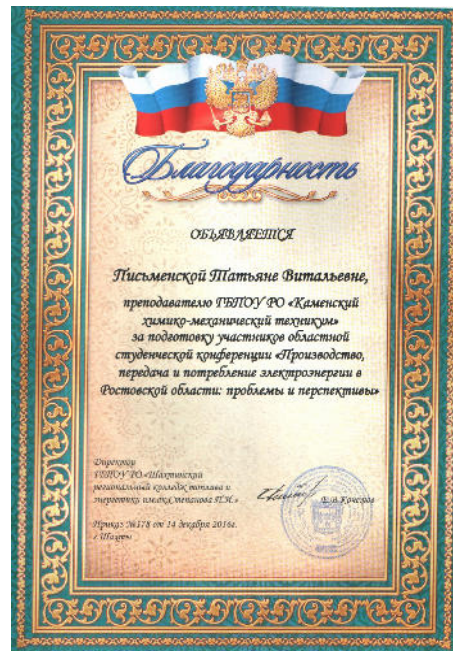 Благодарность
ОБЪЯВЛЯЕТСЯ
Письменской Татьяне Витальевне,
преподавателю ГБПОУ РО «Каменский
химико-механический техникум»
за подготовку участников областной
студенческой конференции «Производство,
передача и потребление электроэнергии в
Ростовской области: проблемы и перспективы»
Директор
ГБПОУ РО «Шахтинский
региональный колледж топлива и
энергетики им.ак.Степанова П.И.»
Приказ №178 от 14 декабря 2016г.
г.Шахты